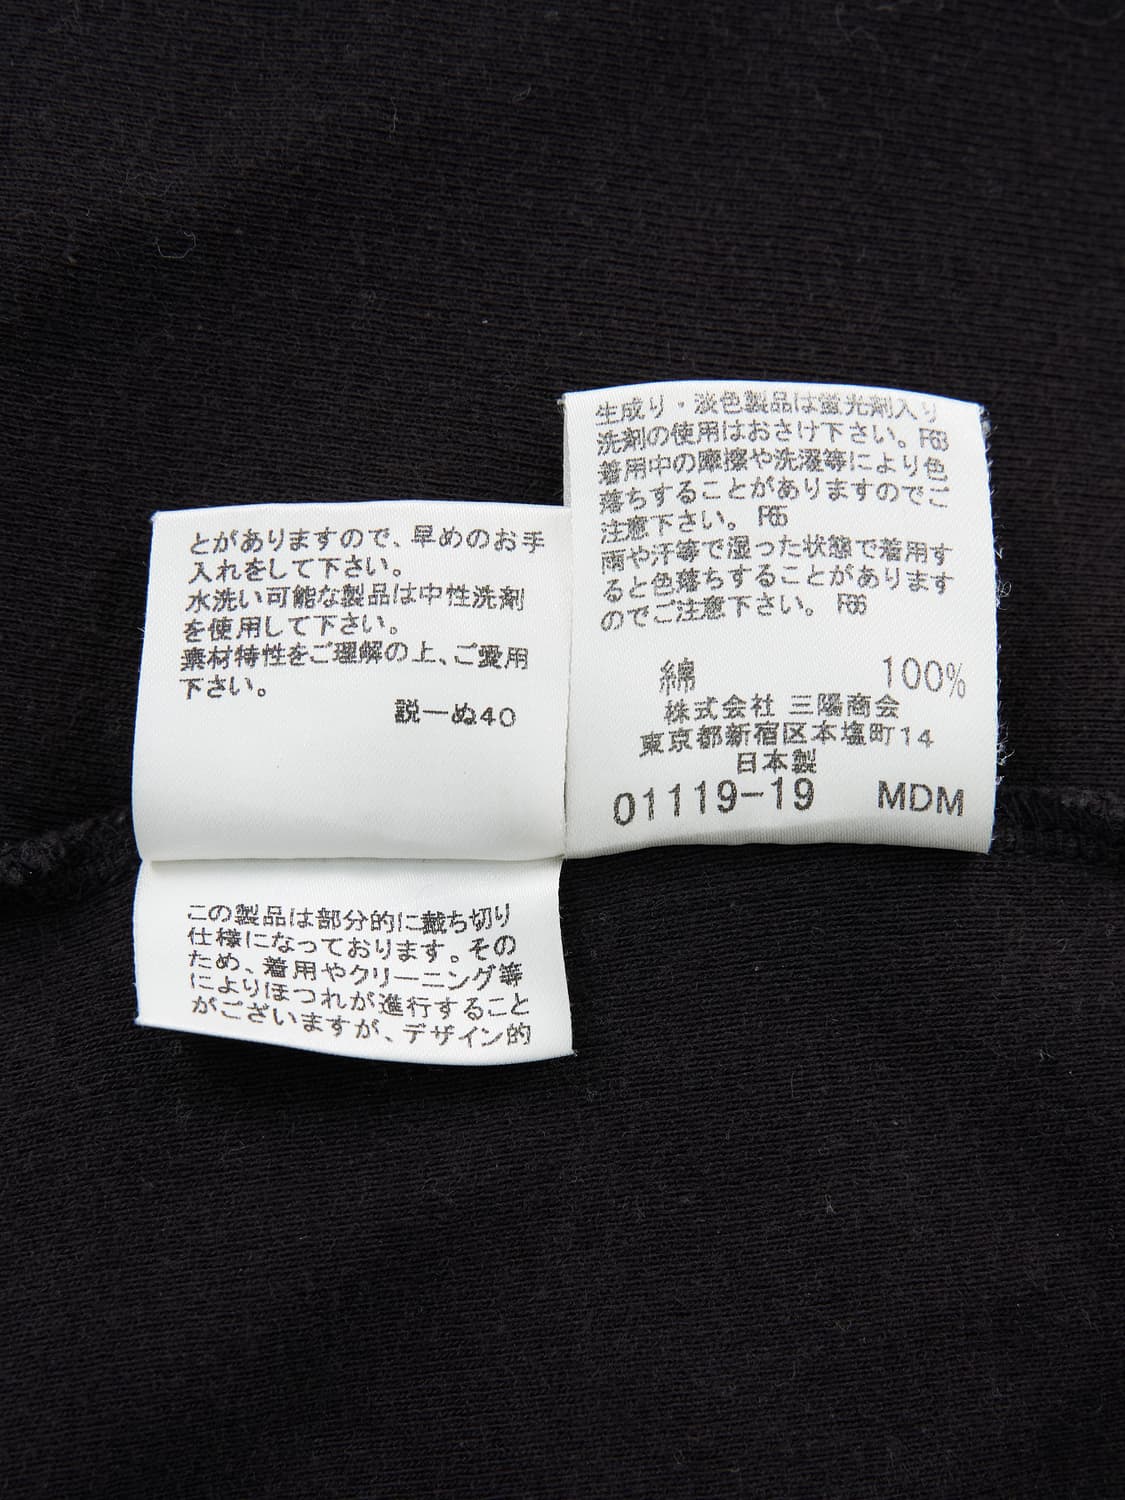 とがありますので、早めのお手
入れをして下さい。
水洗い可能な製品は中性洗剤
を使用して下さい。
素材特性をご理解の上、ご愛用
下さい。
説ーぬ40
この製品は部分的に裁ち切り
仕様になっております。その
ため、着用やクリーニング等
によりほつれが進行すること
がございますが、デザイン的
生成り・淡色製品は蛍光剤入り
洗剤の使用はおさけ下さい。F63
着用中の摩擦や洗濯等により色
落ちすることがありますのでご
注意下さい。 F65
雨や汗等で湿った状態で着用す
ると色落ちすることがあります
のでご注意下さい。 F66
綿 100%
株式会社 三陽商会
東京都新宿区本塩町14
日本製
01119-19 MDM